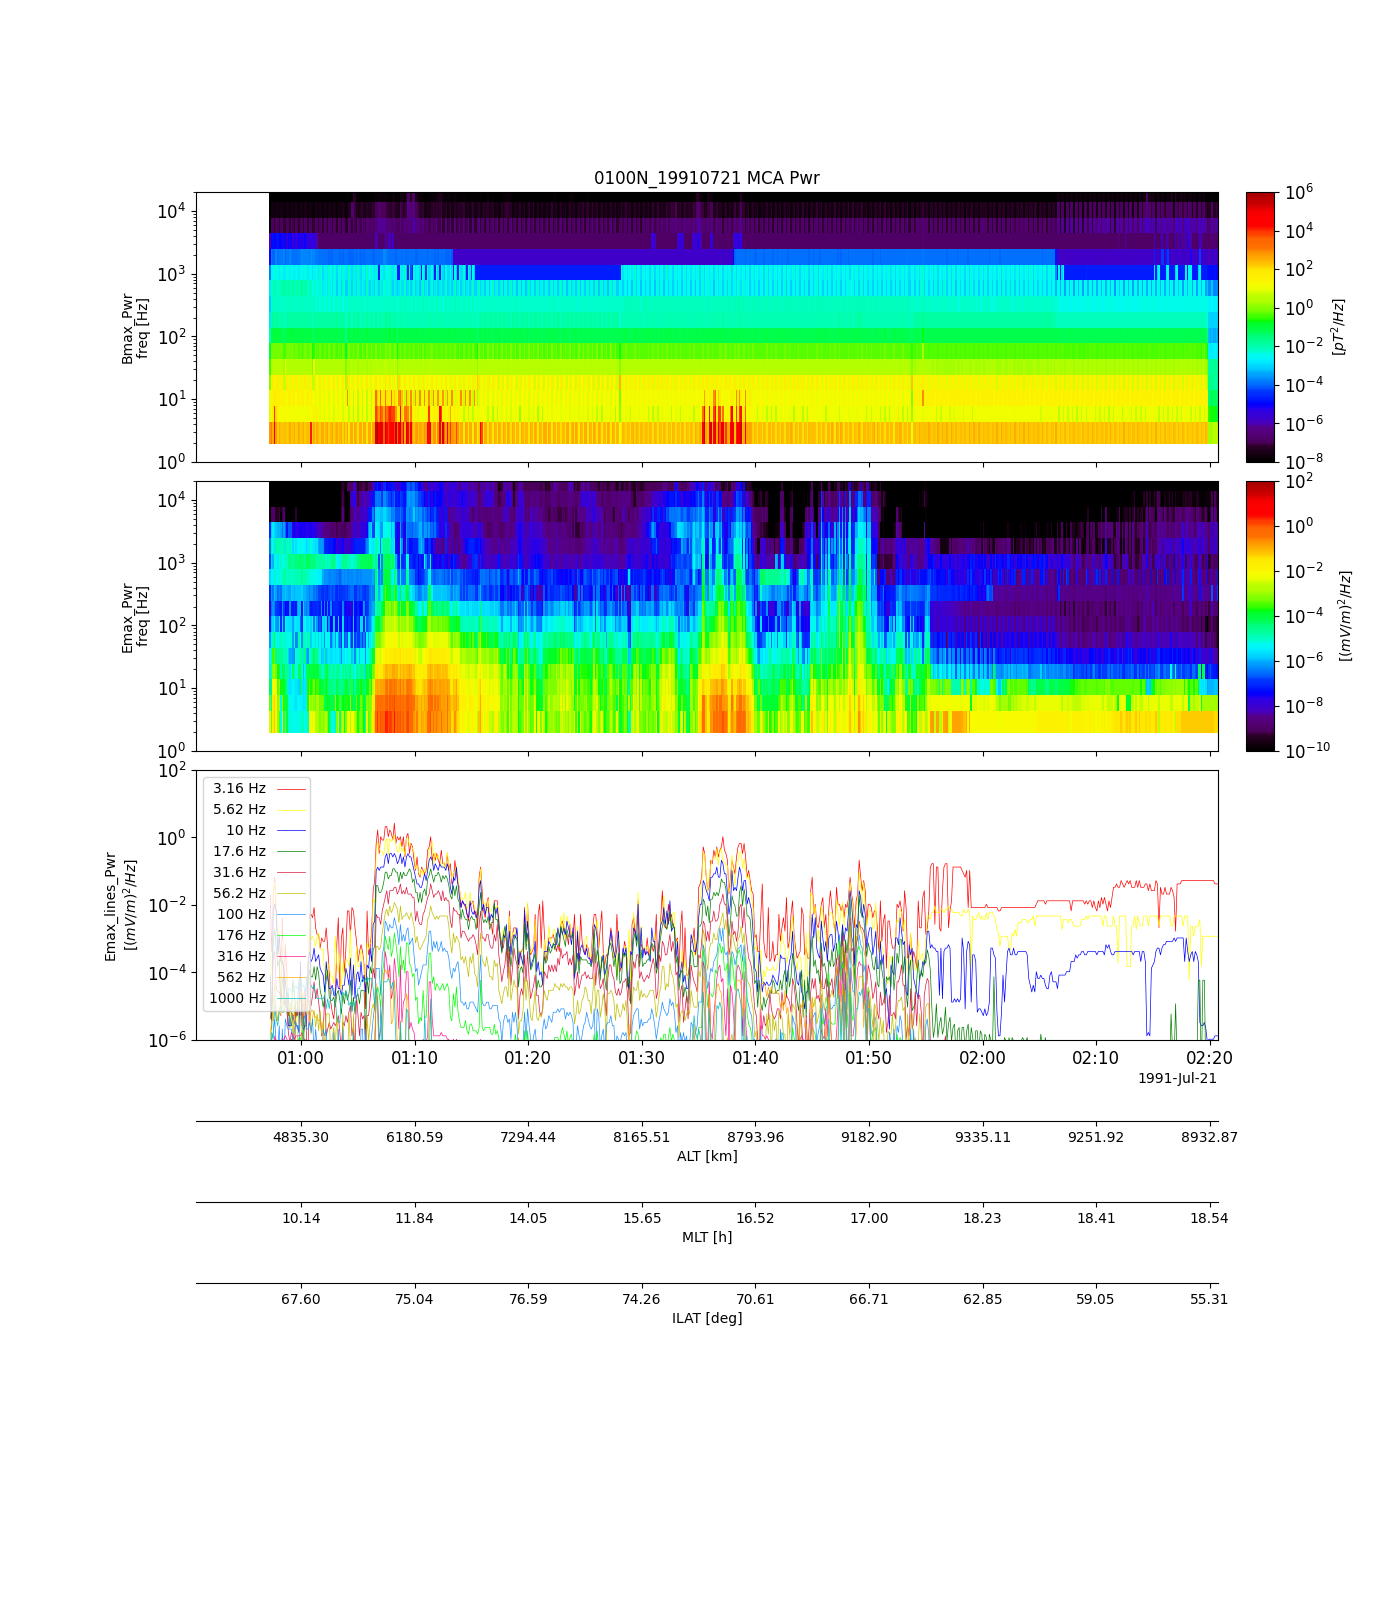 0100N_19910721 MCA Pwr
10^4
10^3
10^2
10^1
10^0
Bmax_Pwr
freq [Hz]
10^6
10^4
10^2
10^0
10^-2
10^-4
10^-6
10^-8
[pT^2/Hz]
10^4
10^3
10^2
10^1
10^0
Emax_Pwr
freq [Hz]
10^2
10^0
10^-2
10^-4
10^-6
10^-8
10^-10
[(mV/m)^2/Hz]
10^2
10^0
10^-2
10^-4
10^-6
Emax_lines_Pwr
[(mV/m)^2/Hz]
3.16 Hz
5.62 Hz
10 Hz
17.6 Hz
31.6 Hz
56.2 Hz
100 Hz
176 Hz
316 Hz
562 Hz
1000 Hz
01:00 01:10 01:20 01:30 01:40 01:50 02:00 02:10 02:20
1991-Jul-21
4835.30 6180.59 7294.44 8165.51 8793.96 9182.90 9335.11 9251.92 8932.87
ALT [km]
10.14 11.84 14.05 15.65 16.52 17.00 18.23 18.41 18.54
MLT [h]
67.60 75.04 76.59 74.26 70.61 66.71 62.85 59.05 55.31
ILAT [deg]